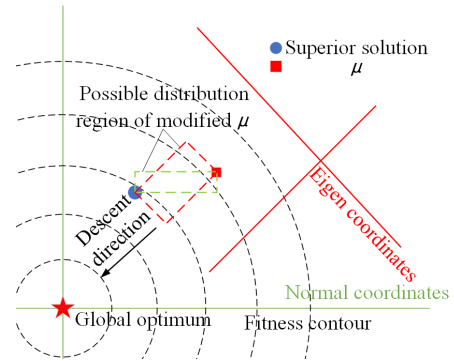 Superior solution
μ
Possible distribution
region of modified μ
Descent
direction
Eigen coordinates
Normal coordinates
Global optimum
Fitness contour